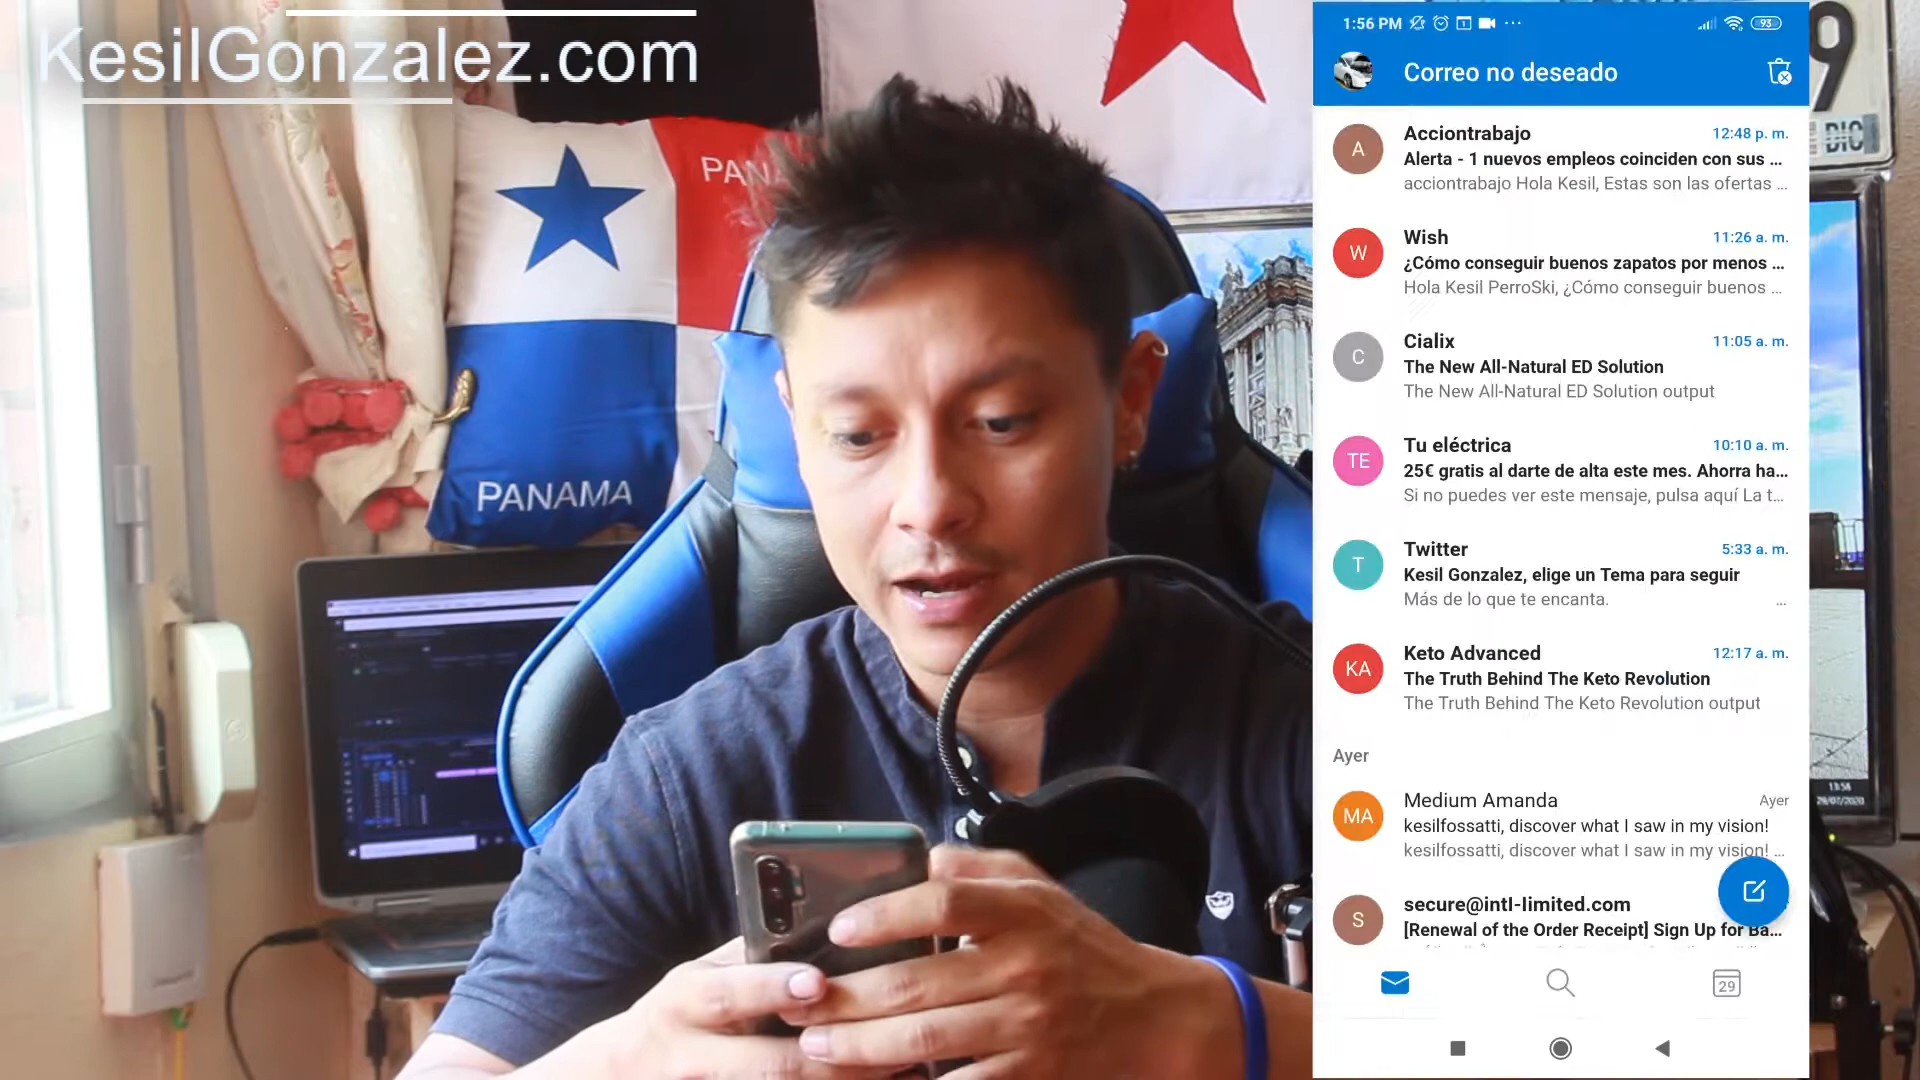 KesilGonzalez.com
PANAMA
1:56 PM
93
Correo no deseado
A
Acciontrabajo
12:48 p. m.
Alerta - 1 nuevos empleos coinciden con sus ...
acciontrabajo Hola Kesil, Estas son las ofertas ...
W
Wish
11:26 a. m.
¿Cómo conseguir buenos zapatos por menos ...
Hola Kesil PerroSki, ¿Cómo conseguir buenos ...
C
Cialix
11:05 a. m.
The New All-Natural ED Solution
The New All-Natural ED Solution output
TE
Tu eléctrica
10:10 a. m.
25€ gratis al darte de alta este mes. Ahorra ha...
Si no puedes ver este mensaje, pulsa aquí La t...
T
Twitter
5:33 a. m.
Kesil Gonzalez, elige un Tema para seguir
Más de lo que te encanta. ...
KA
Keto Advanced
12:17 a. m.
The Truth Behind The Keto Revolution
The Truth Behind The Keto Revolution output
Ayer
MA
Medium Amanda
Ayer
kesilfossatti, discover what I saw in my vision!
kesilfossatti, discover what I saw in my vision! ...
S
secure@intl-limited.com
[Renewal of the Order Receipt] Sign Up for Ba...
29
9
DIC
13:56
29/07/2020